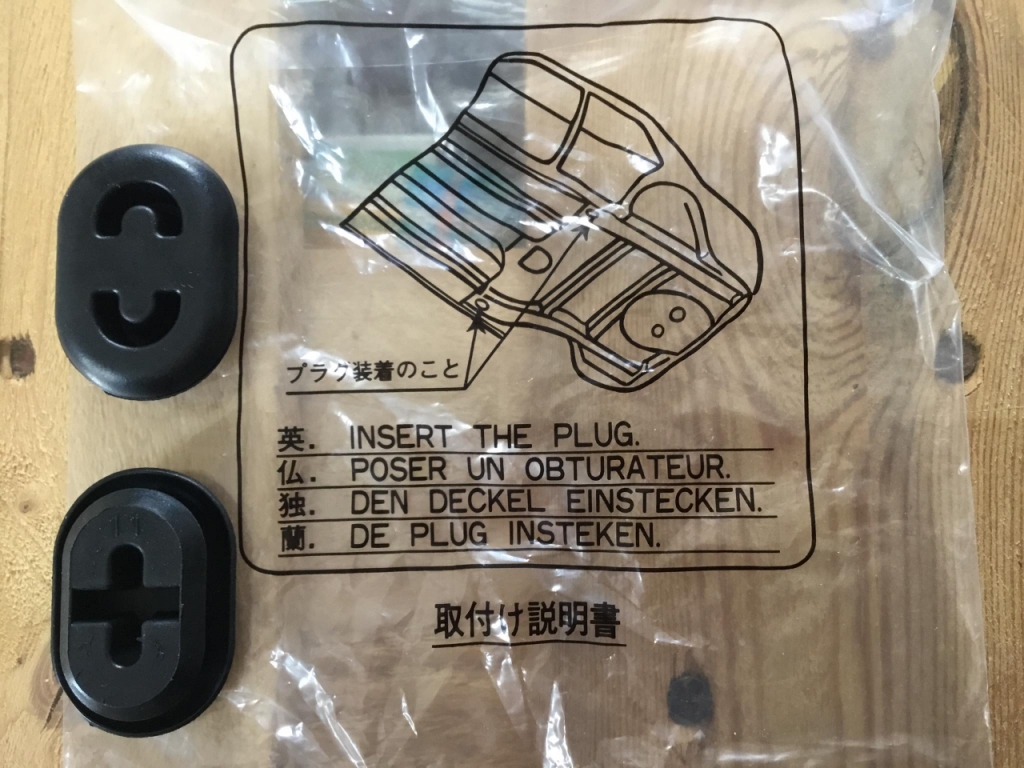 プラグ装着のこと
英. INSERT THE PLUG.
仏. POSER UN OBTURATEUR.
独. DEN DECKEL EINSTECKEN.
蘭. DE PLUG INSTEKEN.
取付け説明書